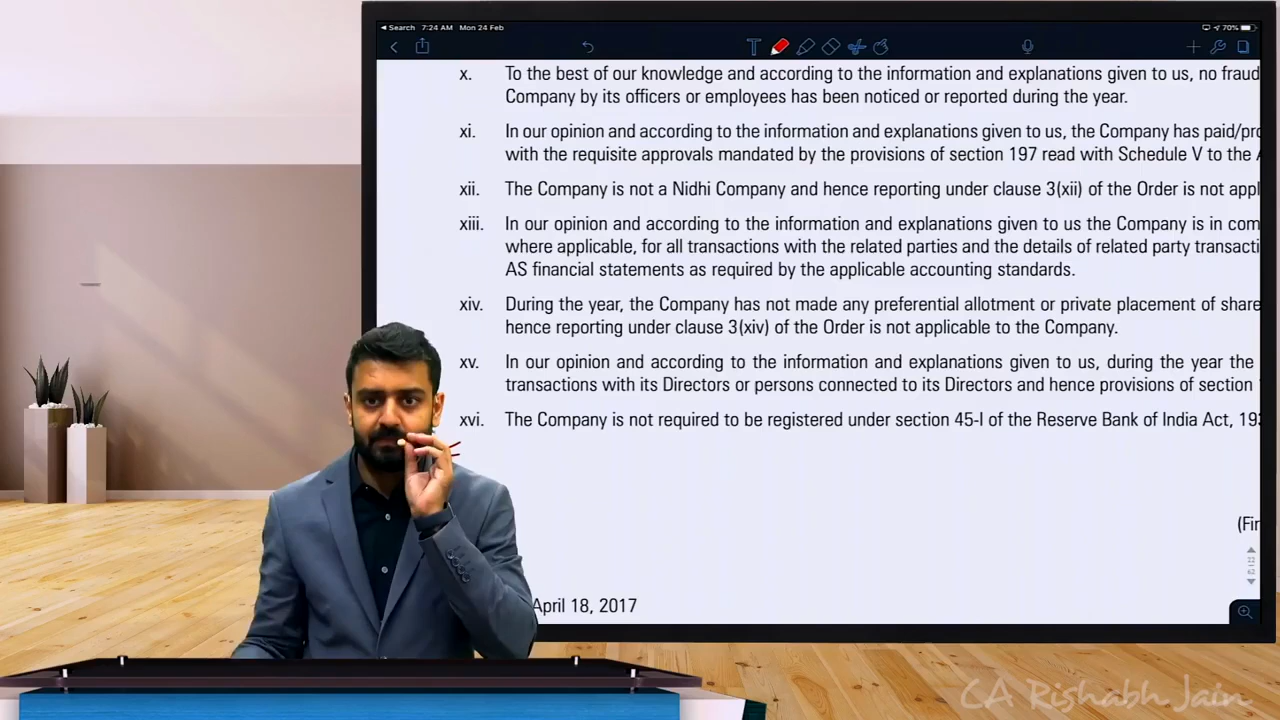 Search 7:24 AM Mon 24 Feb
70%
x. To the best of our knowledge and according to the information and explanations given to us, no fraud
Company by its officers or employees has been noticed or reported during the year.
xi. In our opinion and according to the information and explanations given to us, the Company has paid/pro
with the requisite approvals mandated by the provisions of section 197 read with Schedule V to the A
xii. The Company is not a Nidhi Company and hence reporting under clause 3(xii) of the Order is not appl
xiii. In our opinion and according to the information and explanations given to us the Company is in com
where applicable, for all transactions with the related parties and the details of related party transacti
AS financial statements as required by the applicable accounting standards.
xiv. During the year, the Company has not made any preferential allotment or private placement of share
hence reporting under clause 3(xiv) of the Order is not applicable to the Company.
xv. In our opinion and according to the information and explanations given to us, during the year the
transactions with its Directors or persons connected to its Directors and hence provisions of section
xvi. The Company is not required to be registered under section 45-I of the Reserve Bank of India Act, 193
(Fir
April 18, 2017
CA Rishabh Jain